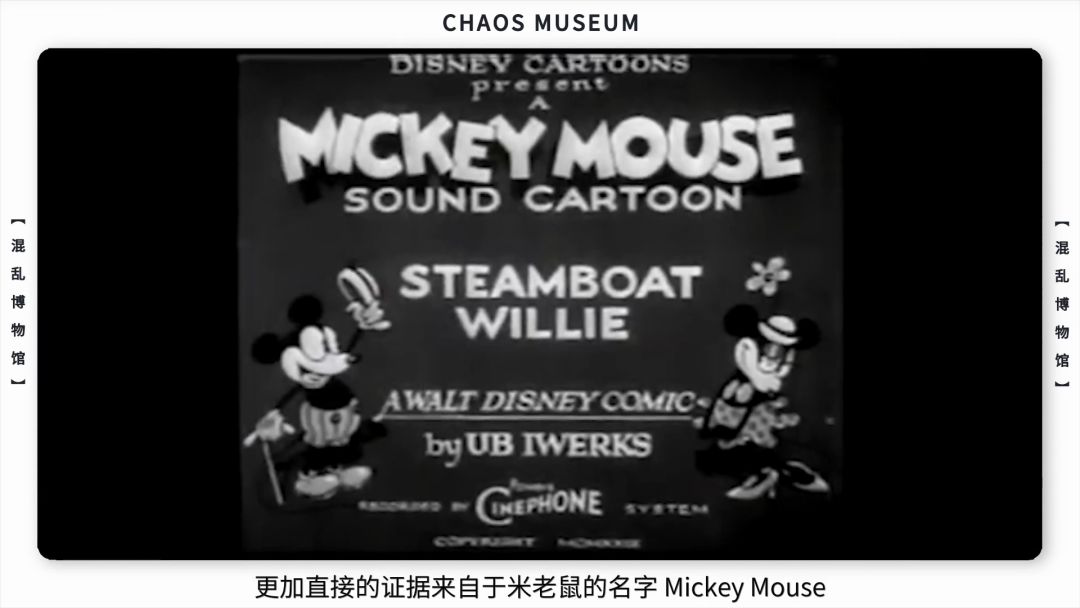 CHAOS MUSEUM
DISNEY CARTOONS
present
A
MICKEY MOUSE
SOUND CARTOON
STEAMBOAT
WILLIE
A WALT DISNEY COMIC
by UB IWERKS
RECORDED BY POWERS CINEPHONE SYSTEM
COPYRIGHT
【混乱博物馆】
【混乱博物馆】
更加直接的证据来自于米老鼠的名字 Mickey Mouse